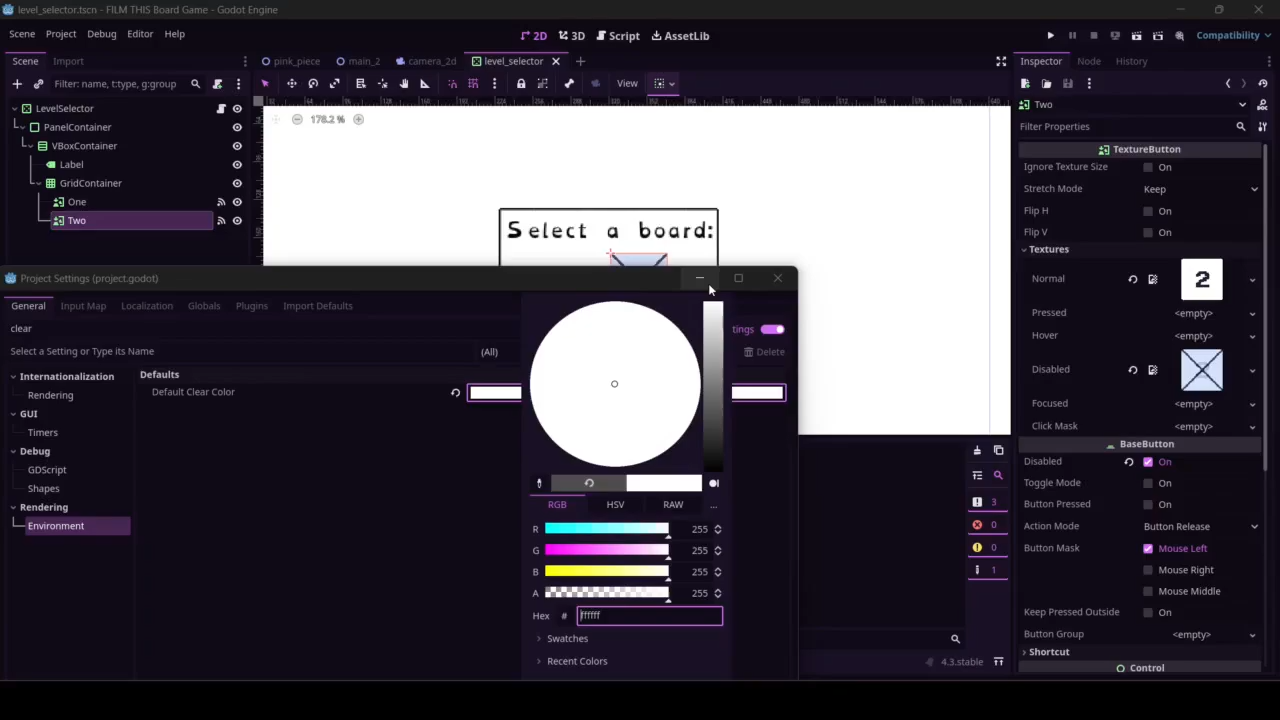 level_selector.tscn - FILM THIS Board Game - Godot Engine
Scene Project Debug Editor Help
2D 3D Script AssetLib
Compatibility
Scene Import
pink_piece main_2 camera_2d level_selector
Inspector Node History
Filter: name, t:type, g:group
View
178.2 %
LevelSelector
PanelContainer
VBoxContainer
Label
GridContainer
One
Two
Select a board:
Two
Filter Properties
TextureButton
Ignore Texture Size On
Stretch Mode Keep
Flip H On
Flip V On
Textures
Normal 2
Pressed <empty>
Hover <empty>
Disabled
Focused <empty>
Click Mask <empty>
BaseButton
Disabled On
Toggle Mode On
Button Pressed On
Action Mode Button Release
Button Mask Mouse Left
Mouse Right
Mouse Middle
Keep Pressed Outside On
Button Group <empty>
Shortcut
Control
Project Settings (project.godot)
General Input Map Localization Globals Plugins Import Defaults
clear
tings
Select a Setting or Type its Name (All)
Delete
Internationalization
Rendering
GUI
Timers
Debug
GDScript
Shapes
Rendering
Environment
Defaults
Default Clear Color
RGB HSV RAW ...
R 255
G 255
B 255
A 255
Hex # ffffff
Swatches
Recent Colors
3
0
0
1
4.3.stable